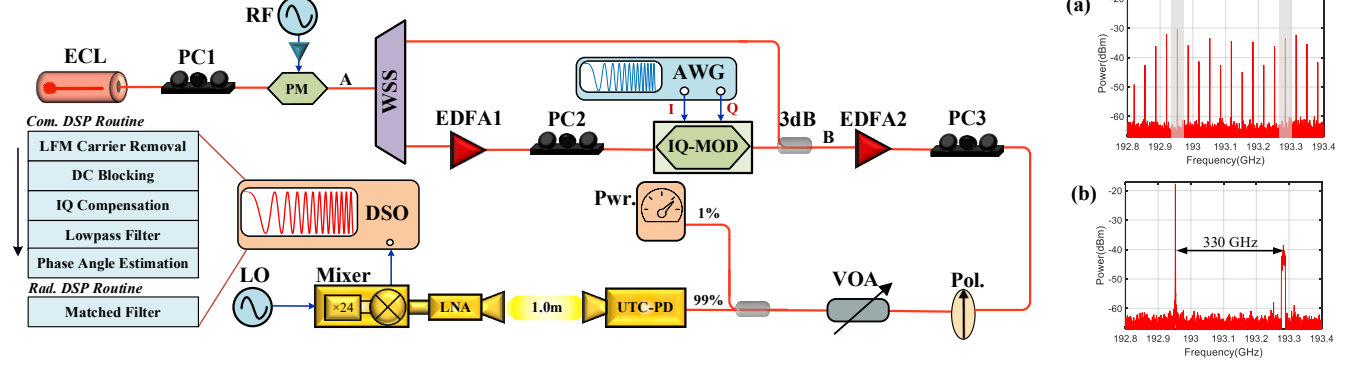 RF
ECL
PC1
PM
A
WSS
EDFA1
PC2
AWG
I
Q
IQ-MOD
3dB
B
EDFA2
PC3
Com. DSP Routine
LFM Carrier Removal
DC Blocking
IQ Compensation
Lowpass Filter
Phase Angle Estimation
Rad. DSP Routine
Matched Filter
DSO
LO
Mixer
×24
LNA
1.0m
UTC-PD
Pwr.
1%
99%
VOA
Pol.
(a)
-20
-30
-40
-50
-60
Power(dBm)
192.8 192.9 193 193.1 193.2 193.3 193.4
Frequency(GHz)
(b)
-20
-30
-40
-50
-60
Power(dBm)
330 GHz
192.8 192.9 193 193.1 193.2 193.3 193.4
Frequency(GHz)